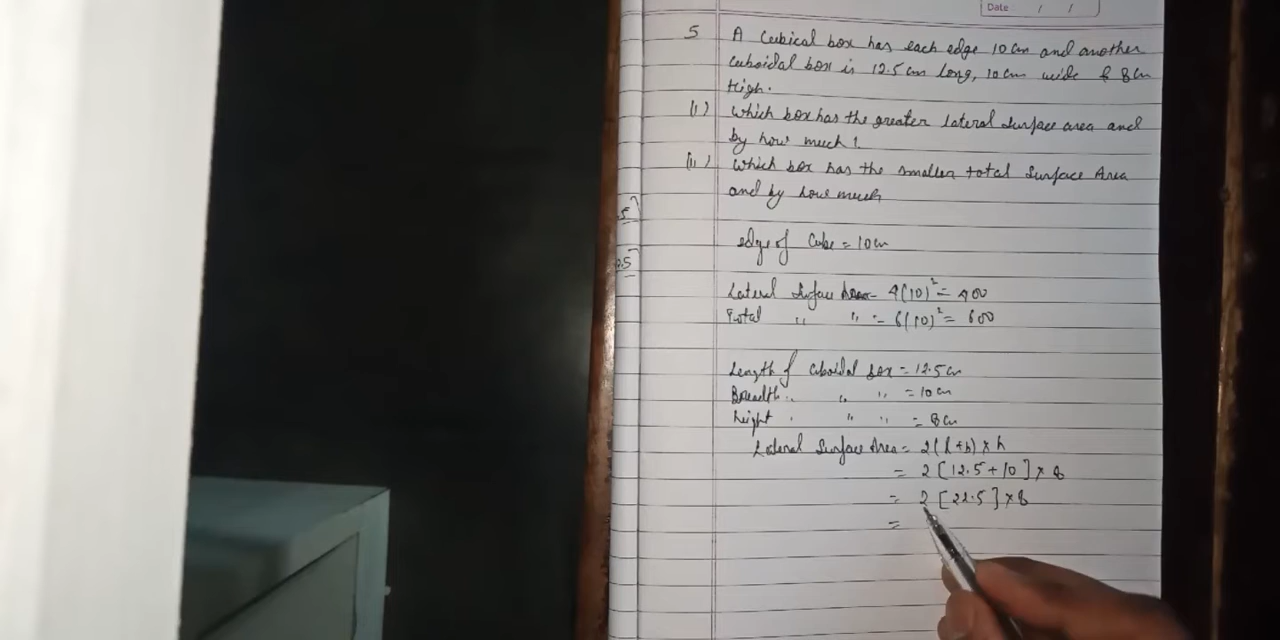 Date / /
5 A Cubical box has each edge 10 cm and another
cuboidal box is 12.5 cm long, 10 cm wide & 8 cm
High.
(i) Which box has the greater lateral surface area and
by how much?
(ii) Which box has the smaller total surface Area
and by how much
edge of Cube = 10 cm
Lateral Surface Area = 4(10)² = 400
Total " " = 6(10)² = 600
Length of Cuboidal box = 12.5 cm
Breadth " " = 10 cm
height " " = 8 cm
Lateral Surface Area = 2(l+b)×h
= 2[12.5+10]×8
= 2[22.5]×8
=